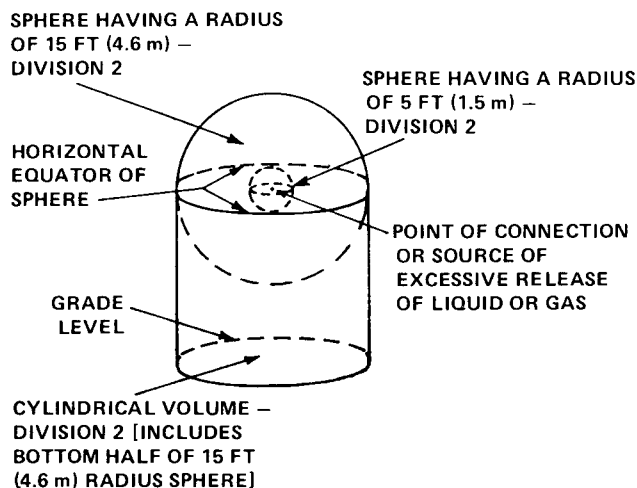 SPHERE HAVING A RADIUS
OF 15 FT (4.6 m) –
DIVISION 2
SPHERE HAVING A RADIUS
OF 5 FT (1.5 m) –
DIVISION 2
HORIZONTAL
EQUATOR OF
SPHERE
POINT OF CONNECTION
OR SOURCE OF
EXCESSIVE RELEASE
OF LIQUID OR GAS
GRADE
LEVEL
CYLINDRICAL VOLUME –
DIVISION 2 [INCLUDES
BOTTOM HALF OF 15 FT
(4.6 m) RADIUS SPHERE]